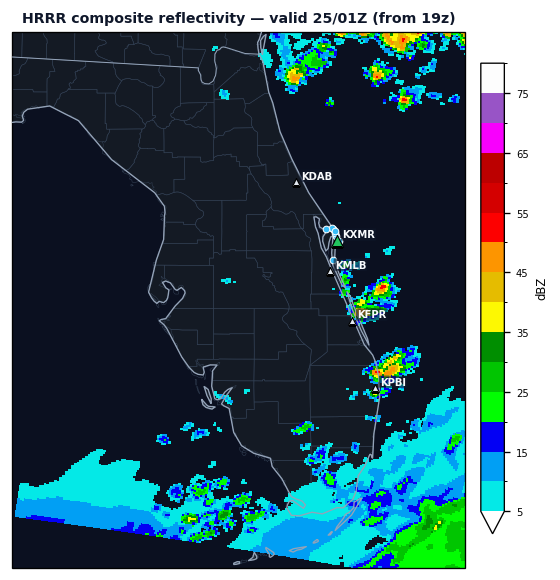 HRRR composite reflectivity — valid 25/01Z (from 19z)
KDAB
KXMR
KMLB
KFPR
KPBI
75
65
55
45
35
25
15
5
dBZ